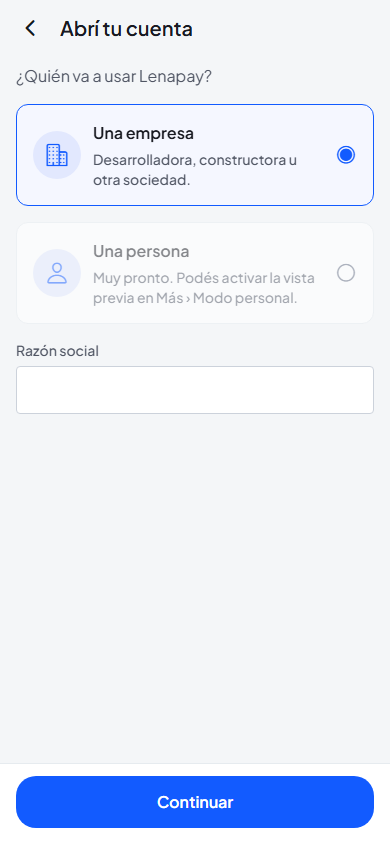 Abrí tu cuenta
¿Quién va a usar Lenapay?
Una empresa
Desarrolladora, constructora u
otra sociedad.
Una persona
Muy pronto. Podés activar la vista
previa en Más › Modo personal.
Razón social
Continuar